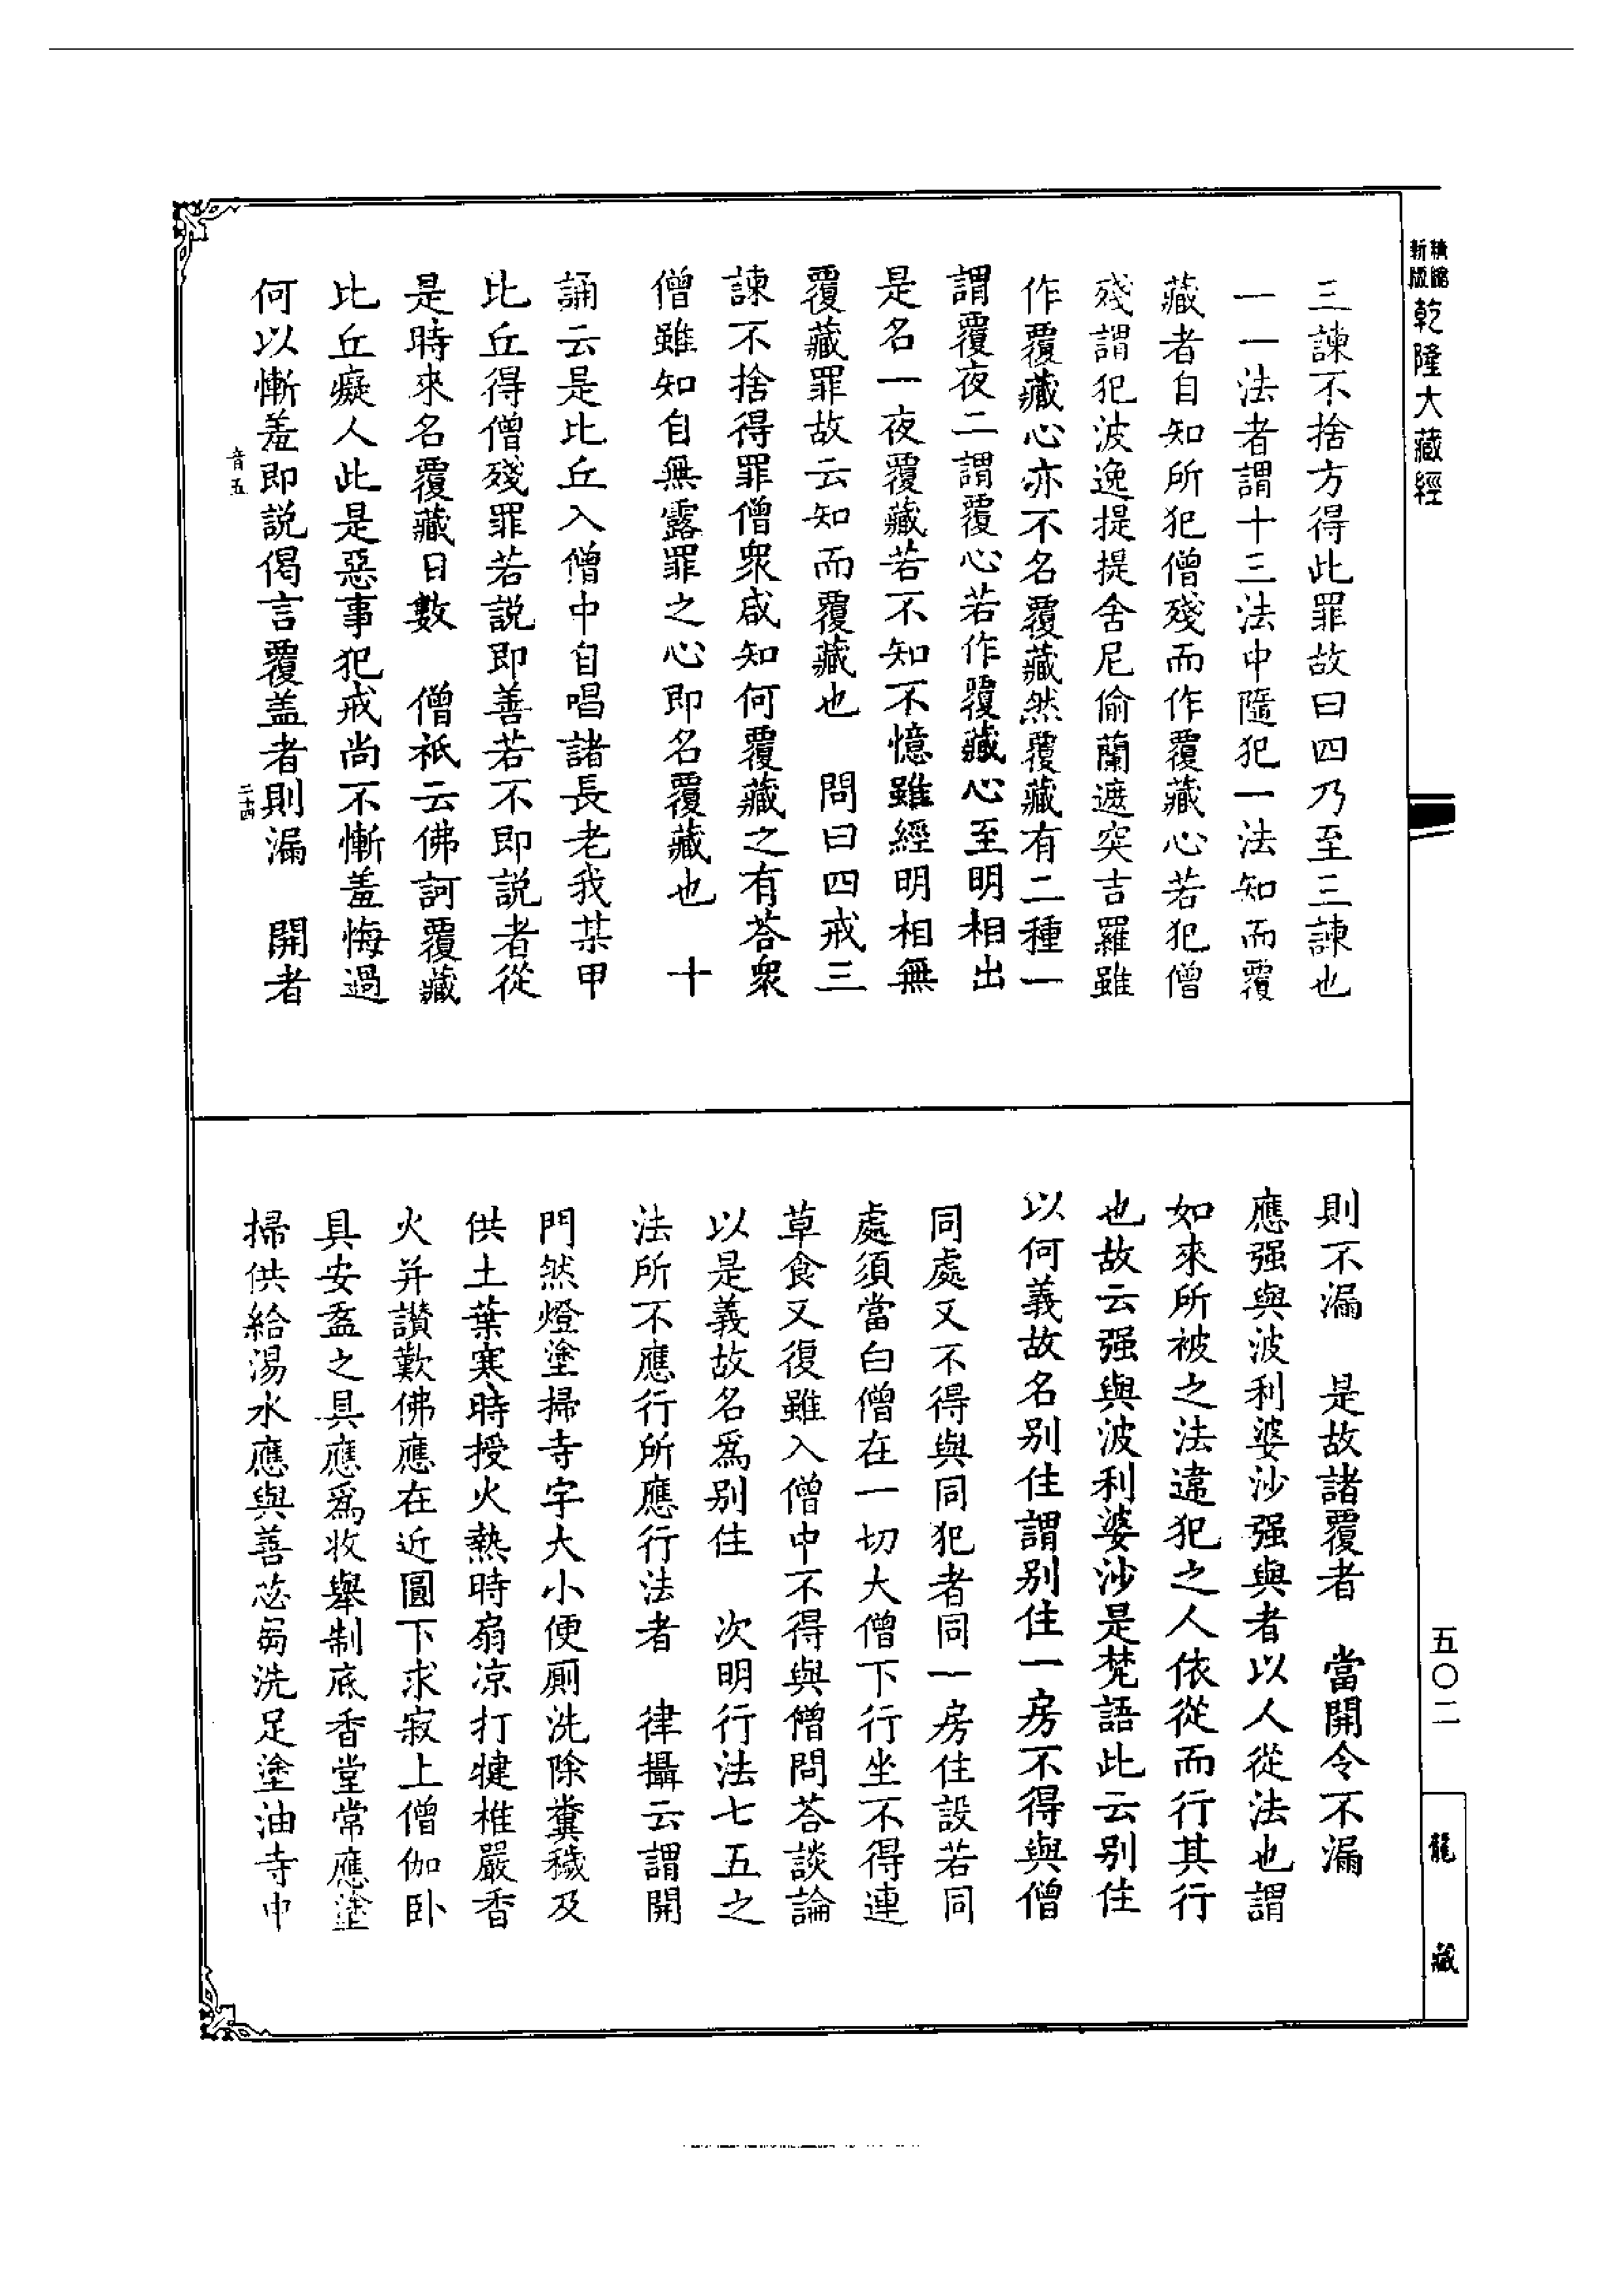 精縮新版
乾隆大藏經
三諫不捨方得此罪故曰四乃至三諫也
一一法者謂十三法中隨犯一法知而覆
藏者自知所犯僧殘而作覆藏心若犯僧
殘謂犯波逸提提舍尼偷蘭遮突吉羅雖
作覆藏心亦不名覆藏然覆藏有二種一
謂覆夜二謂覆心若作覆藏心至明相出
是名一夜覆藏若不知不憶雖經明相無
覆藏罪故云知而覆藏也　問曰四戒三
諫不捨得罪僧眾咸知何覆藏之有荅眾
僧雖知自無露罪之心即名覆藏也　十
誦云是比丘入僧中自唱諸長老我某甲
比丘得僧殘罪若説即善若不即説者從
是時來名覆藏日數　僧祇云佛訶覆藏
比丘癡人此是惡事犯戒尚不慚羞悔過
何以慚羞即説偈言覆盖者則漏　開者
音五
二十四
則不漏　是故諸覆者　當開令不漏
應强與波利婆沙强與者以人從法也謂
如來所被之法違犯之人依從而行其行
也故云强與波利婆沙是梵語此云别住
以何義故名别住謂别住一房不得與僧
同處又不得與同犯者同一房住設若同
處須當白僧在一切大僧下行坐不得連
草食又復雖入僧中不得與僧問荅談論
以是義故名爲别住　次明行法七五之
法所不應行所應行法者　律攝云謂開
門然燈塗掃寺宇大小便厠洗除糞穢及
供土葉寒時授火熱時扇凉打犍椎嚴香
火并讃歎佛應在近圓下求寂上僧伽卧
具安置之具應爲收舉制底香堂常應塗
掃供給湯水應與善苾芻洗足塗油寺中
五〇二
龍藏